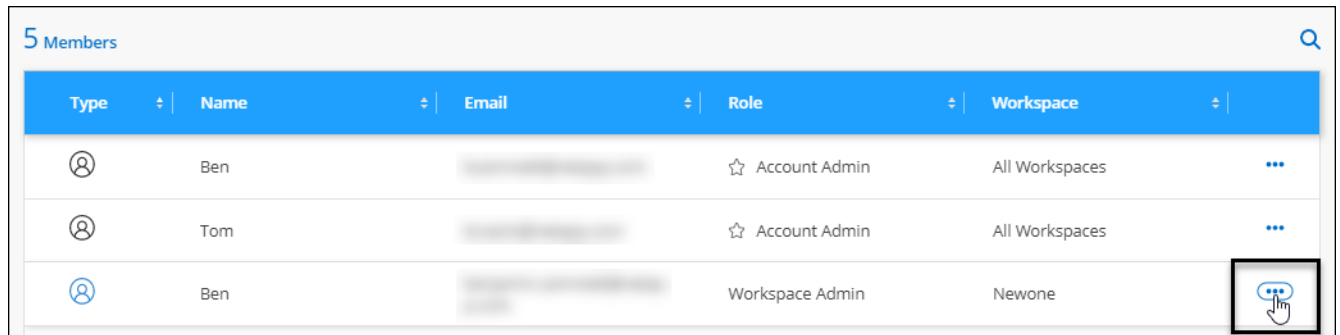 5 Members
Type Name Email Role Workspace
Ben Account Admin All Workspaces
Tom Account Admin All Workspaces
Ben Workspace Admin Newone